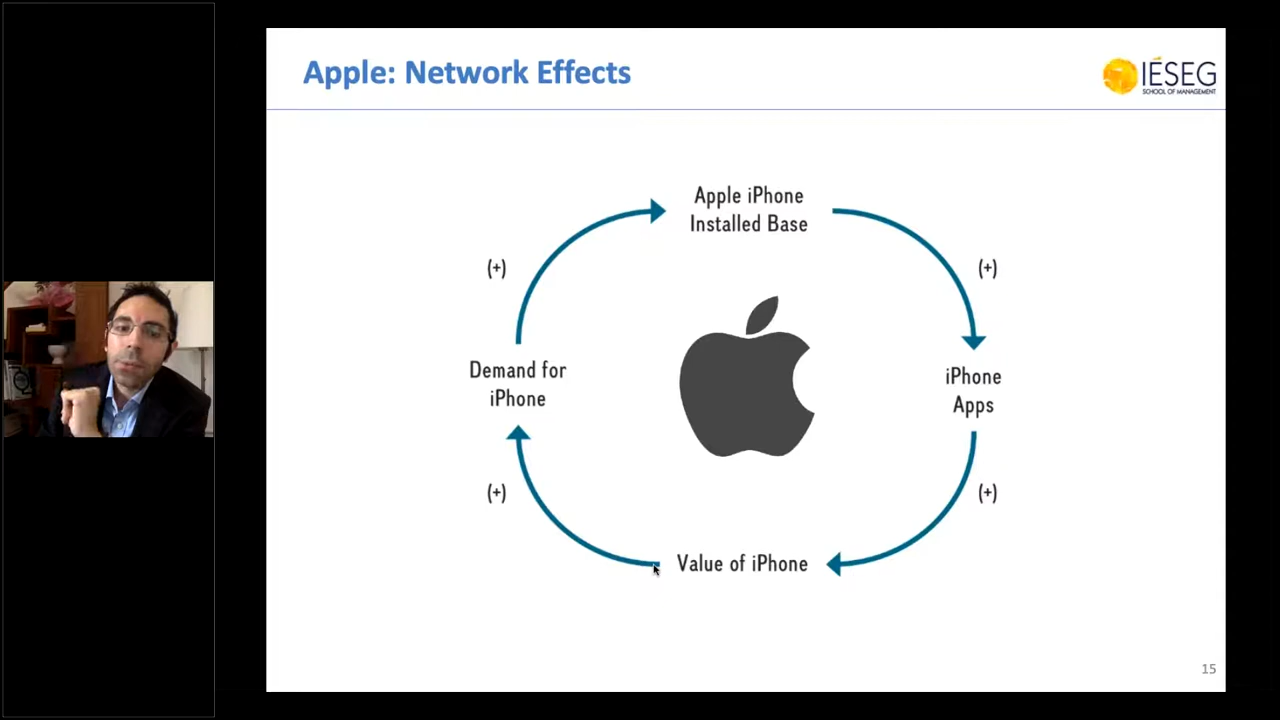 Apple: Network Effects
IÉSEG
SCHOOL OF MANAGEMENT
Apple iPhone
Installed Base
(+)
(+)
Demand for
iPhone
iPhone
Apps
(+)
(+)
Value of iPhone
15